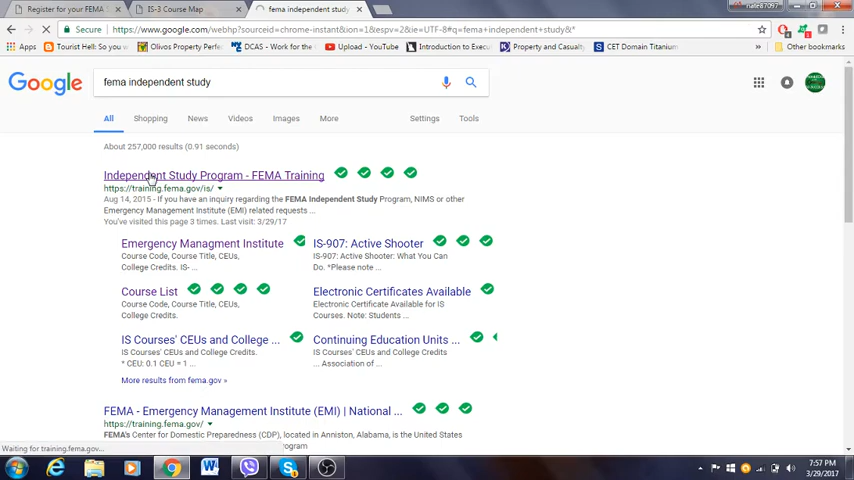 nate87097
Register for your FEMA
IS-3 Course Map
fema independent study
Secure https://www.google.com/webhp?sourceid=chrome-instant&ion=1&espv=2&ie=UTF-8#q=fema+independent+study&*
Apps
Tourist Hell - So you w
Olivos Property
DCAS - Work for the
Upload - YouTube
Introduction to Execu
Property and Casualty
CET Domain Titanium
Other bookmarks
Google
fema independent study
All Shopping News Videos Images More Settings Tools
About 257,000 results (0.91 seconds)
Independent Study Program - FEMA Training
https://training.fema.gov/is/
Aug 14, 2015 - If you have an inquiry regarding the FEMA Independent Study Program, NIMS or other
Emergency Management Institute (EMI) related requests ...
You've visited this page 3 times. Last visit: 3/29/17
Emergency Managment Institute
Course Code, Course Title, CEUs,
College Credits. IS- ...
IS-907: Active Shooter
IS-907: Active Shooter: What You Can
Do. *Please note ...
Course List
Course Code, Course Title, CEUs,
College Credits.
Electronic Certificates Available
Electronic Certificate Available for IS
Courses. Note: Students ...
IS Courses' CEUs and College ...
IS Courses' CEUs and College Credits.
* CEU: 0.1 CEU = 1 ...
Continuing Education Units ...
IS Courses' CEUs and College Credits
... Association of ...
More results from fema.gov »
FEMA - Emergency Management Institute (EMI) | National ...
https://training.fema.gov/
FEMA's Center for Domestic Preparedness (CDP), located in Anniston, Alabama, is the United States
program
Waiting for training.fema.gov...
7:57 PM
3/29/2017